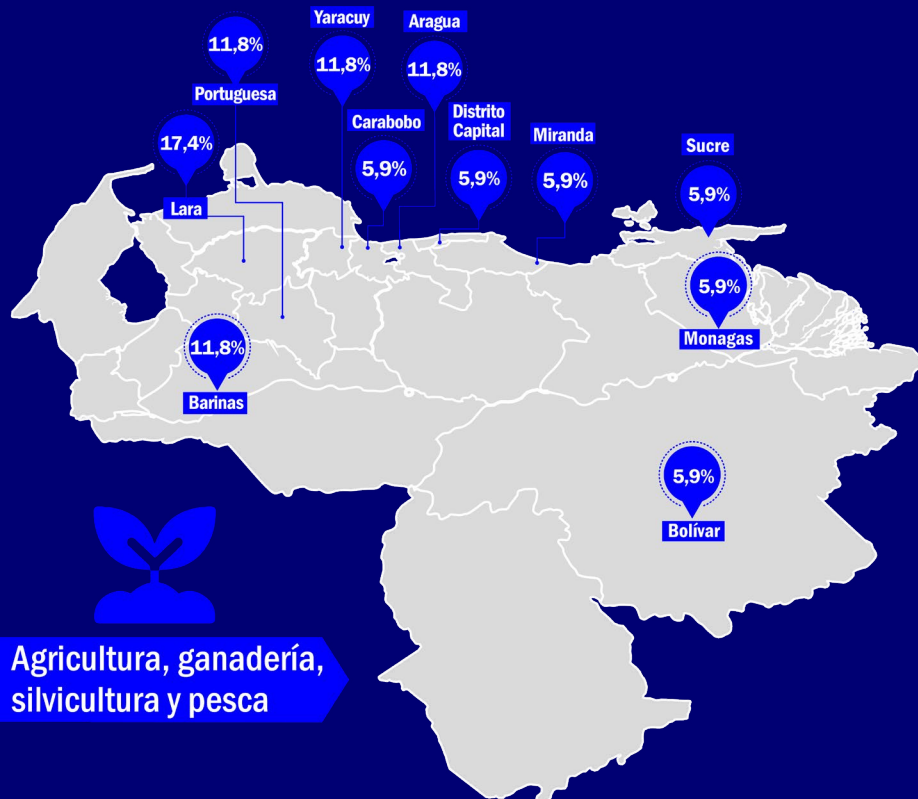 Yaracuy
11,8%
Aragua
11,8%
11,8%
Portuguesa
Carabobo
5,9%
Distrito
Capital
5,9%
Miranda
5,9%
Sucre
5,9%
17,4%
Lara
5,9%
Monagas
11,8%
Barinas
5,9%
Bolívar
Agricultura, ganadería,
silvicultura y pesca